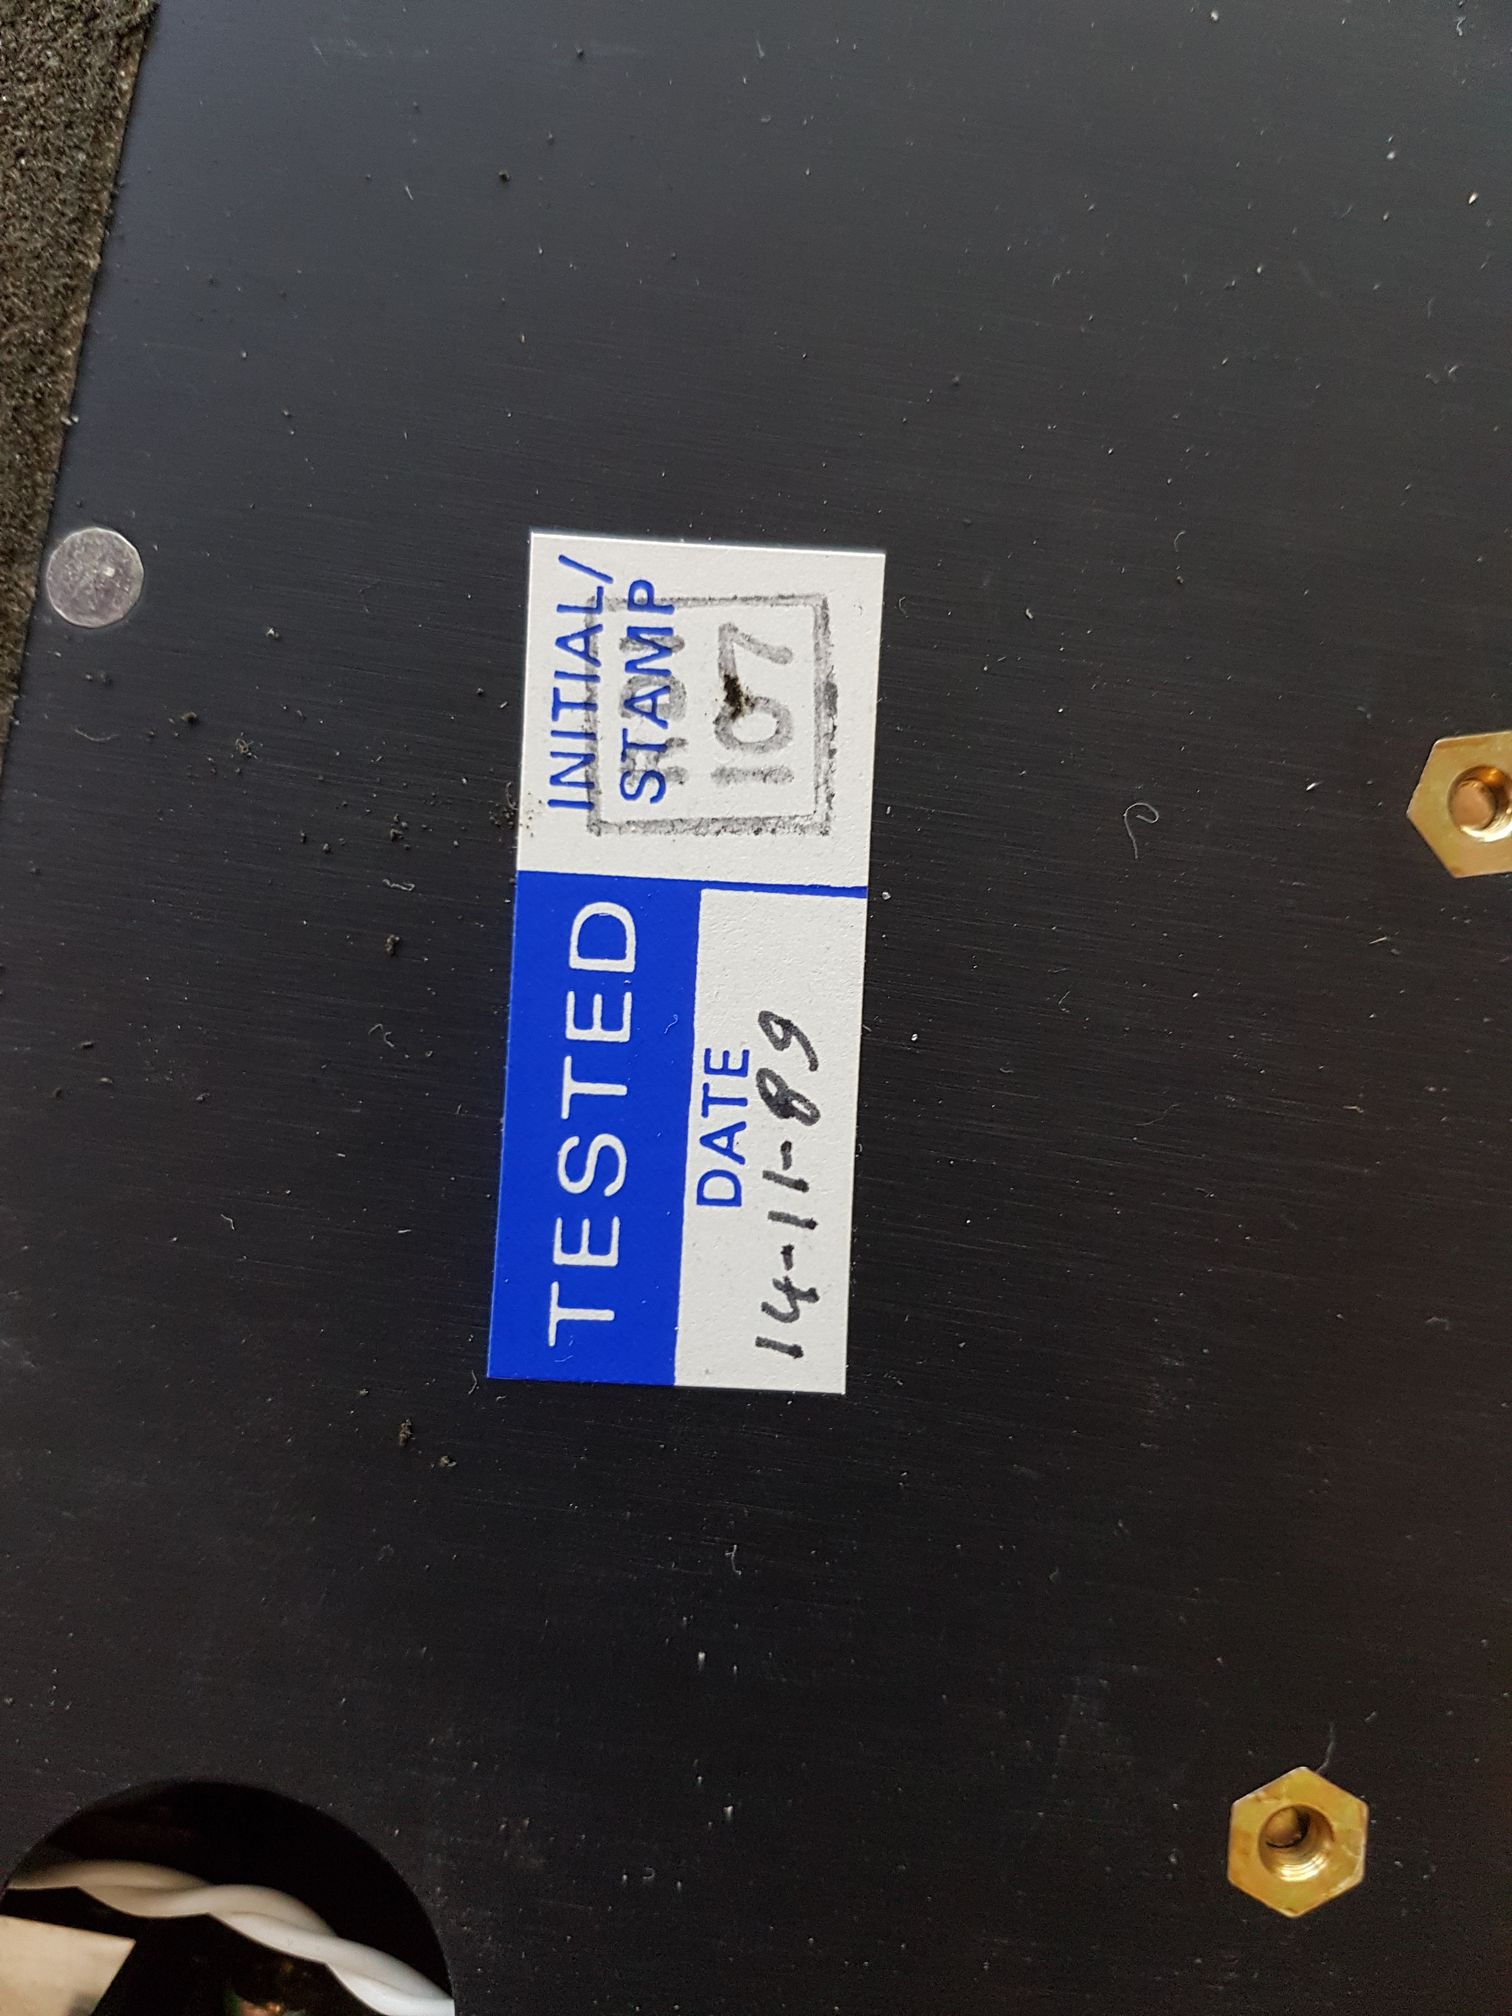 TESTED
DATE
14-11-89
INITIAL/
STAMP
107